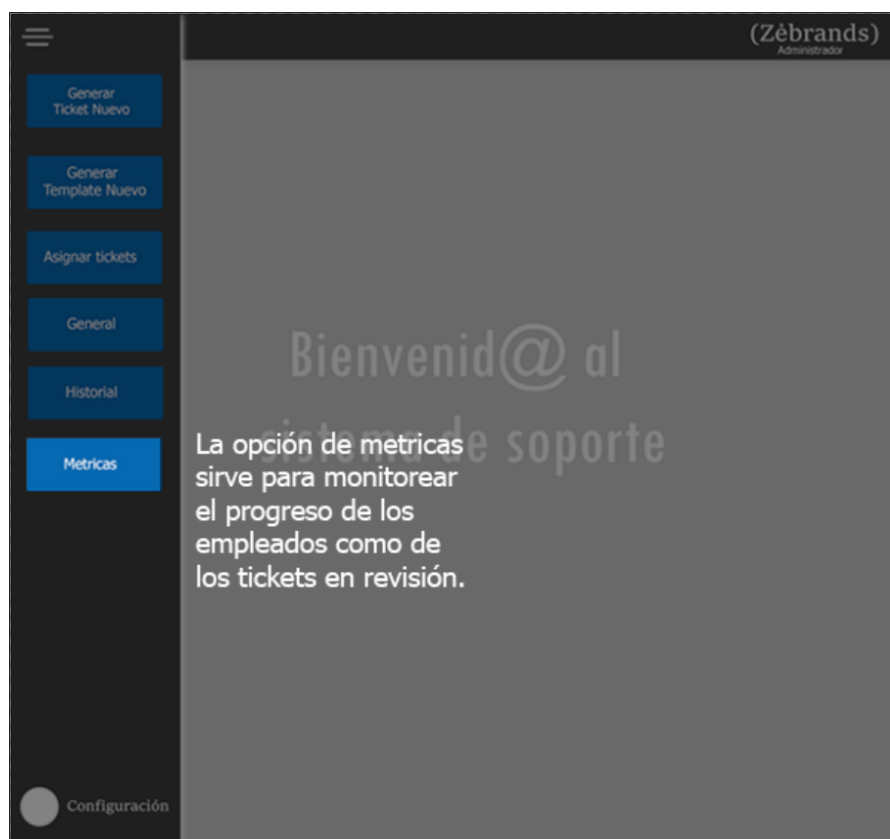 (Zēbrands)
Administrador
Generar
Ticket Nuevo
Generar
Template Nuevo
Asignar tickets
General
Historial
Metricas
Bienvenid@ al
sistema de soporte
La opción de metricas
sirve para monitorear
el progreso de los
empleados como de
los tickets en revisión.
Configuración